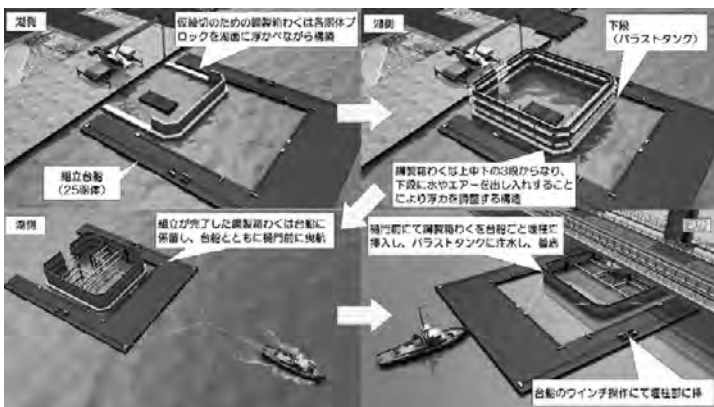 湖側
仮締切のための鋼製箱わくは各函体ブ
ロックを湖面に浮かべながら構築
組立台船
(25函体)
湖側
下段
(バラストタンク)
鋼製箱わくは上中下の3段からなり、
下段に水やエアーを出し入れすること
により浮力を調整する構造
湖側
組立が完了した鋼製箱わくは台船に
係留し、台船とともに樋門前に曳航
樋門前にて鋼製箱わくを台船ごと堰柱に
挿入し、バラストタンクに注水し、着底
台船のウインチ操作にて堰柱部に挿